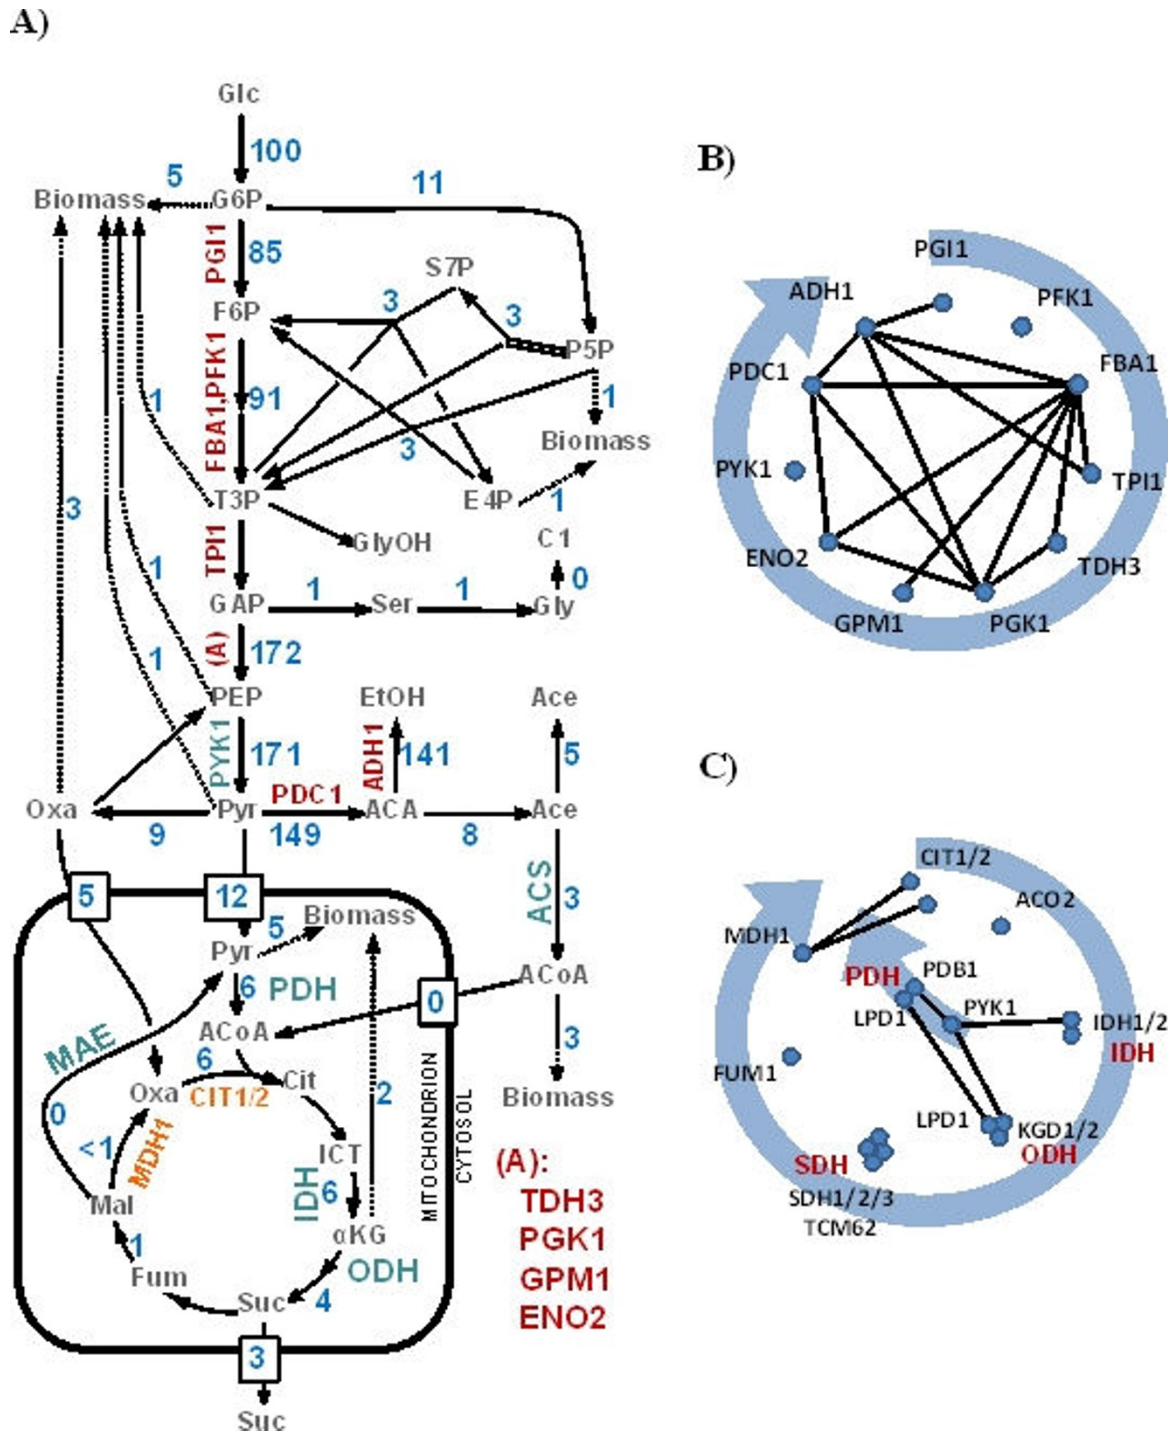 A)
Glc
100
Biomass
5
G6P
11
PGI1
85
S7P
F6P
3
3
P5P
FBA1,PFK1
91
1
1
Biomass
3
3
T3P
E4P
1
TPI1
GlyOH
C1
1
GAP
1
Ser
1
Gly
0
(A)
172
1
PEP
EtOH
Ace
PYK1
171
ADH1
141
5
Oxa
Pyr
PDC1
ACA
Ace
9
149
8
ACS
3
5
12
Biomass
5
Pyr
6
PDH
ACoA
0
MAE
ACoA
6
3
Oxa
CIT1/2
Cit
2
Biomass
0
<1
MDH1
ICT
MITOCHONDRION
CYTOSOL
IDH
6
Mal
αKG
1
ODH
Fum
Suc
4
3
Suc
(A):
TDH3
PGK1
GPM1
ENO2
B)
PGI1
ADH1
PFK1
PDC1
FBA1
PYK1
TPI1
ENO2
TDH3
GPM1
PGK1
C)
CIT1/2
ACO2
MDH1
PDH
PDB1
LPD1
PYK1
IDH1/2
IDH
FUM1
LPD1
KGD1/2
ODH
SDH
SDH1/2/3
TCM62